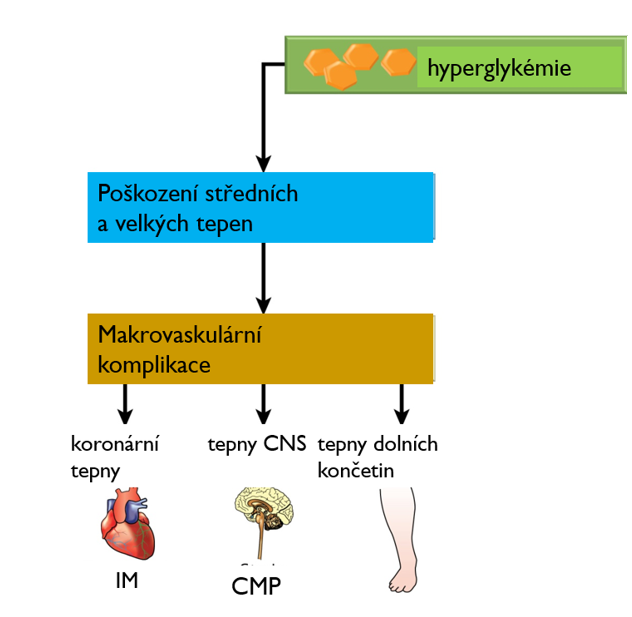 hyperglykémie
Poškození středních
a velkých tepen
Makrovaskulární
komplikace
koronární
tepny
tepny CNS
tepny dolních
končetin
IM
CMP